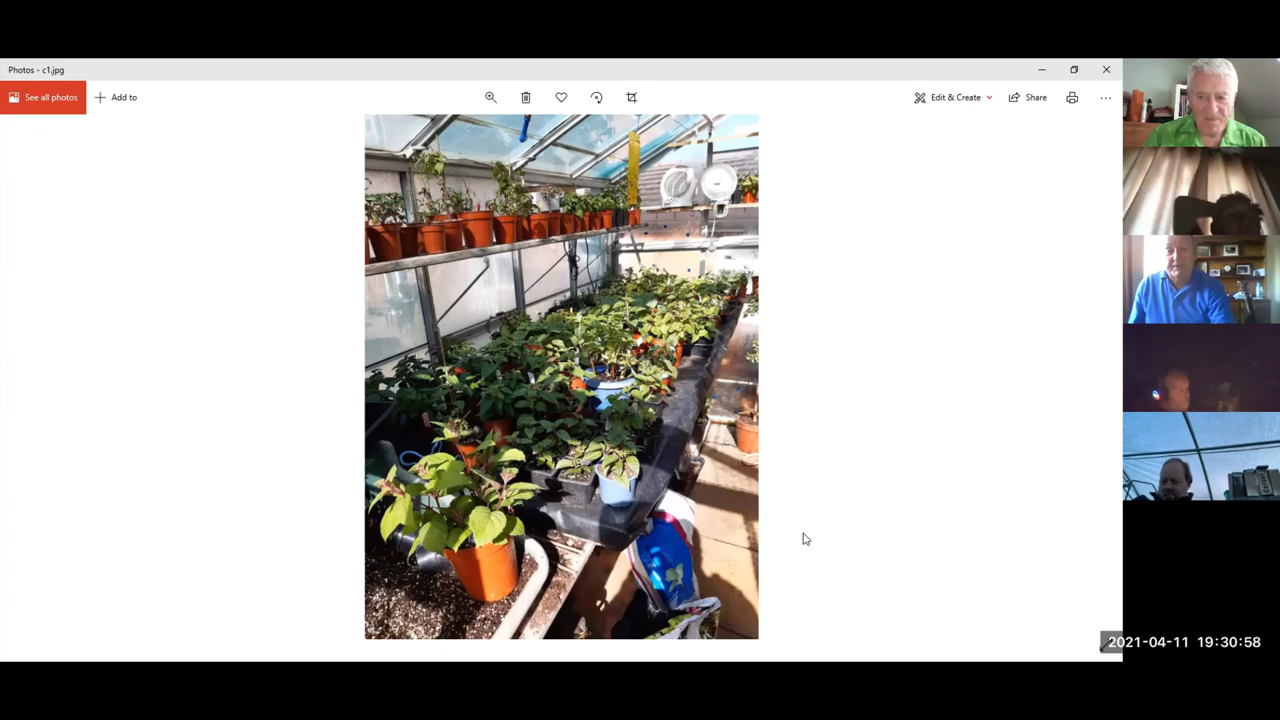 Photos - c1.jpg
See all photos
Add to
Edit & Create
Share
2021-04-11 19:30:58